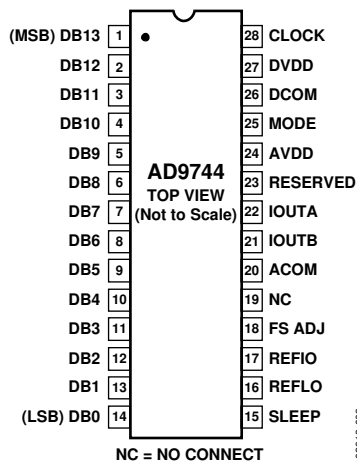 (MSB) DB13 1 28 CLOCK
DB12 2 27 DVDD
DB11 3 26 DCOM
DB10 4 25 MODE
DB9 5 24 AVDD
DB8 6 23 RESERVED
DB7 7 22 IOUTA
DB6 8 21 IOUTB
DB5 9 20 ACOM
DB4 10 19 NC
DB3 11 18 FS ADJ
DB2 12 17 REFIO
DB1 13 16 REFLO
(LSB) DB0 14 15 SLEEP
AD9744
TOP VIEW
(Not to Scale)
NC = NO CONNECT